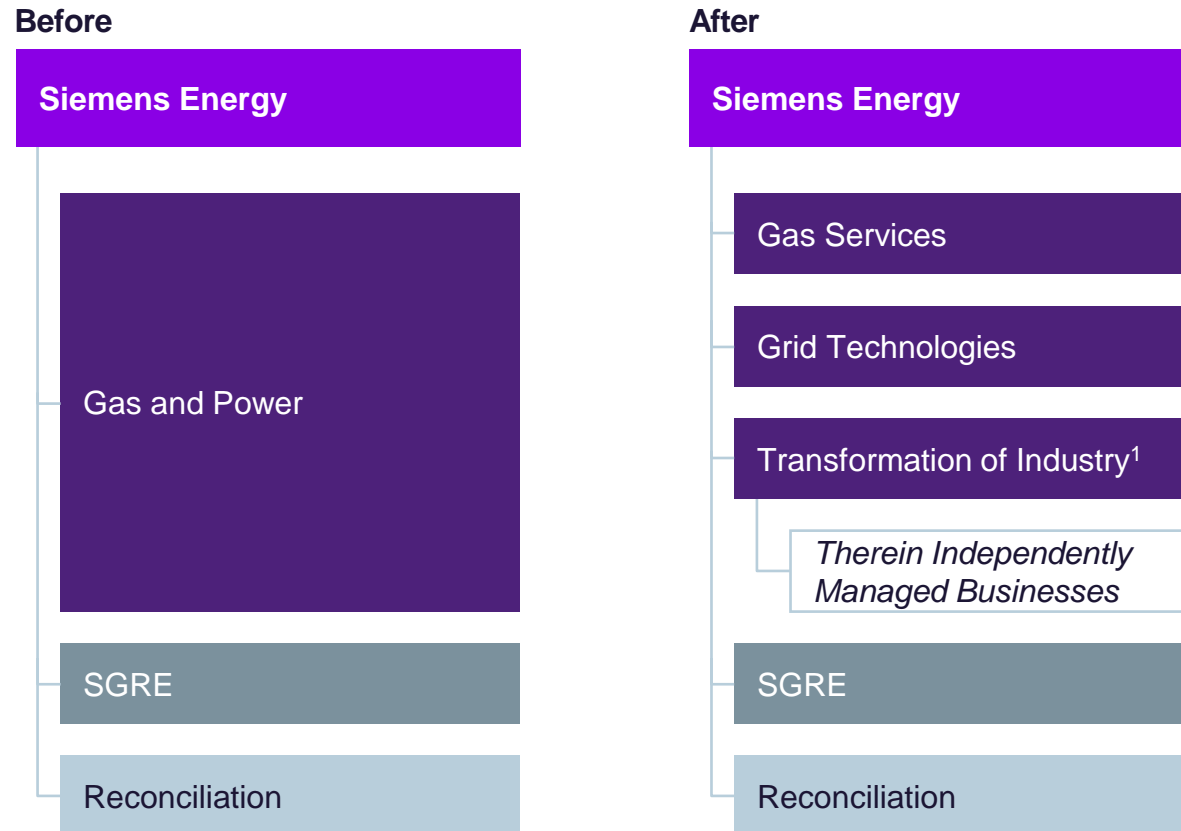 Before
Siemens Energy
Gas and Power
SGRE
Reconciliation
After
Siemens Energy
Gas Services
Grid Technologies
Transformation of Industry¹
Therein Independently
Managed Businesses
SGRE
Reconciliation